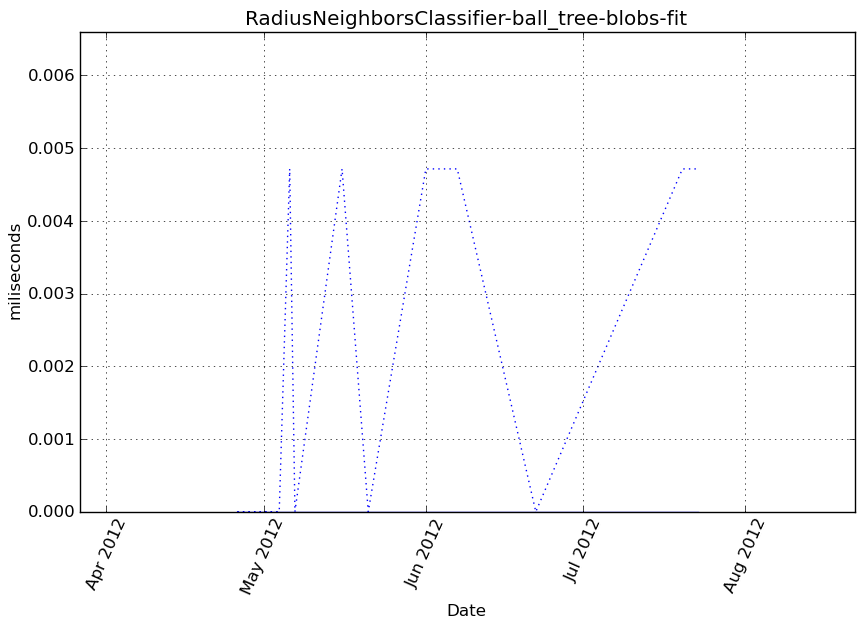 RadiusNeighborsClassifier-ball_tree-blobs-fit
0.006
0.005
0.004
0.003
0.002
0.001
0.000
miliseconds
Apr 2012
May 2012
Jun 2012
Jul 2012
Aug 2012
Date